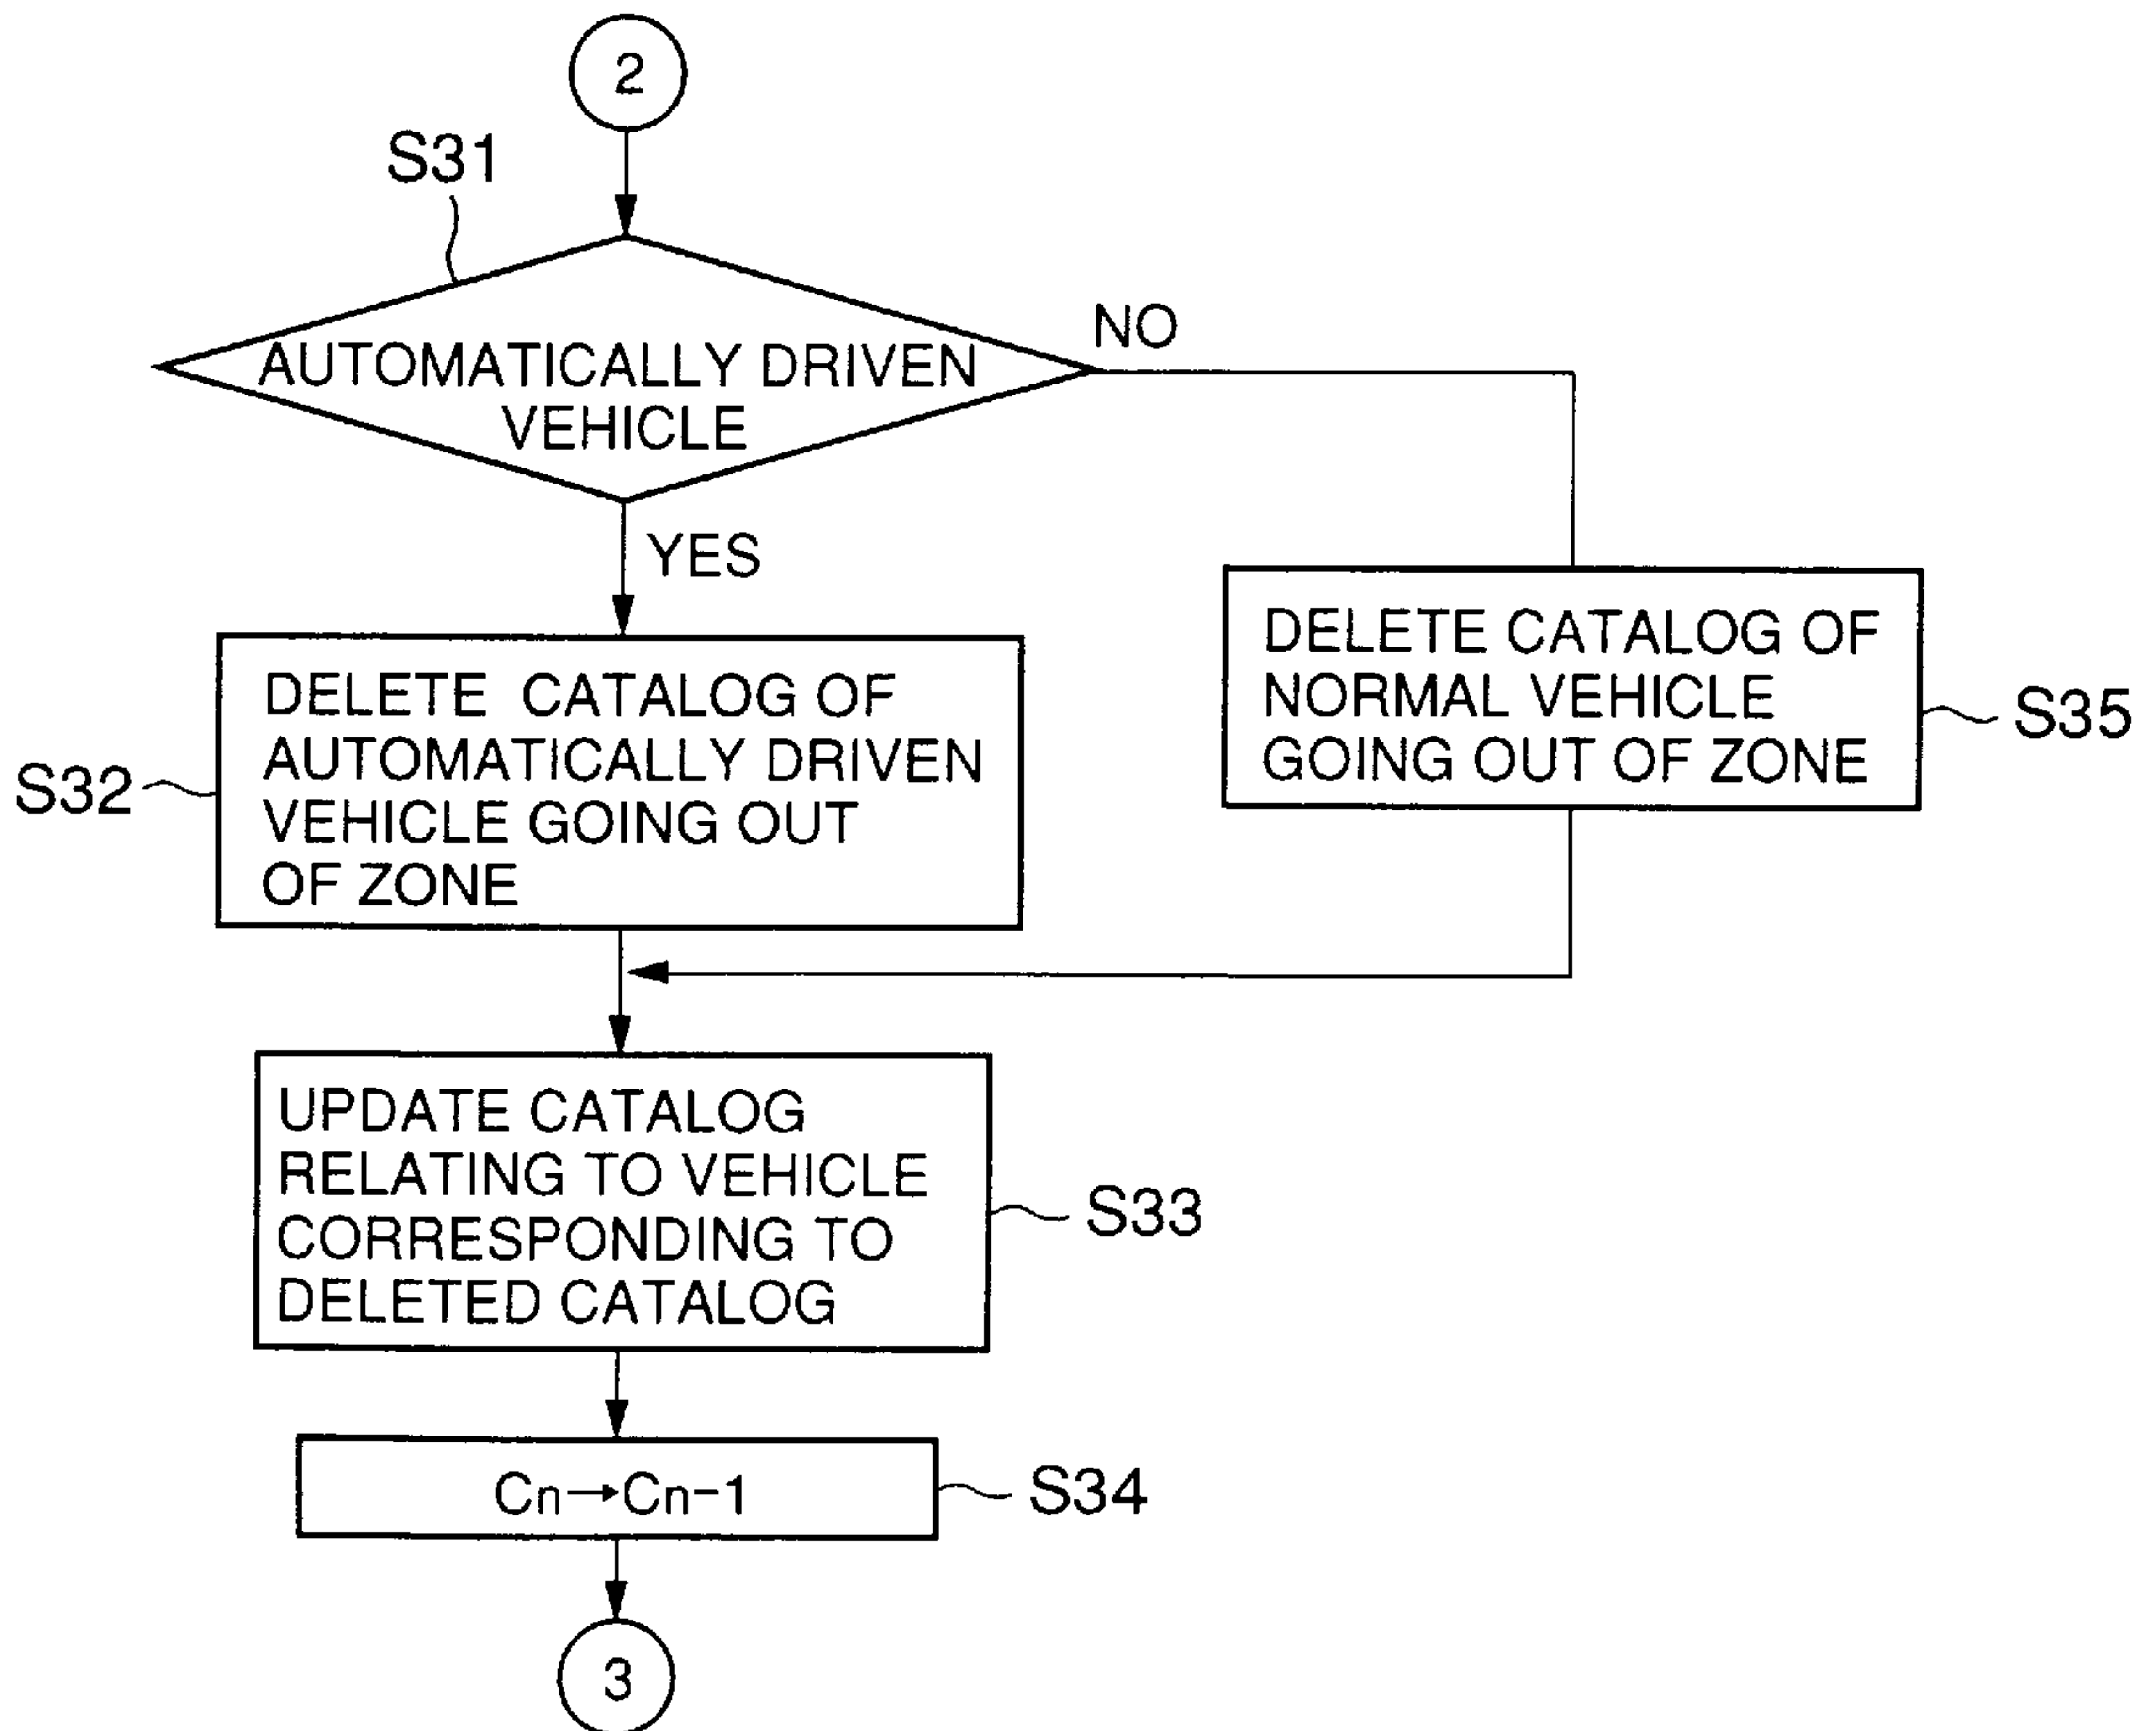 2
S31
AUTOMATICALLY DRIVEN
VEHICLE
NO
YES
DELETE CATALOG OF
AUTOMATICALLY DRIVEN
VEHICLE GOING OUT
OF ZONE
S32
DELETE CATALOG OF
NORMAL VEHICLE
GOING OUT OF ZONE
S35
UPDATE CATALOG
RELATING TO VEHICLE
CORRESPONDING TO
DELETED CATALOG
S33
Cn→Cn-1
S34
3